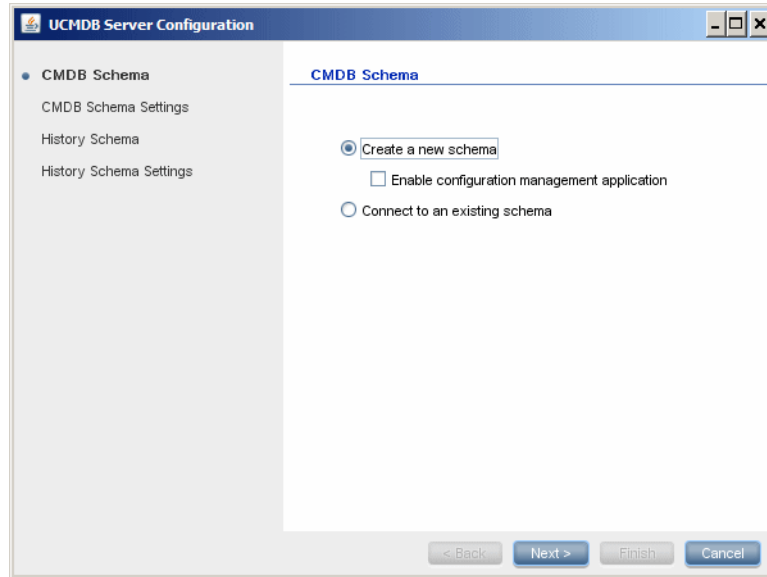 UCMDB Server Configuration
CMDB Schema
CMDB Schema Settings
History Schema
History Schema Settings
CMDB Schema
Create a new schema
Enable configuration management application
Connect to an existing schema
< Back Next > Finish Cancel